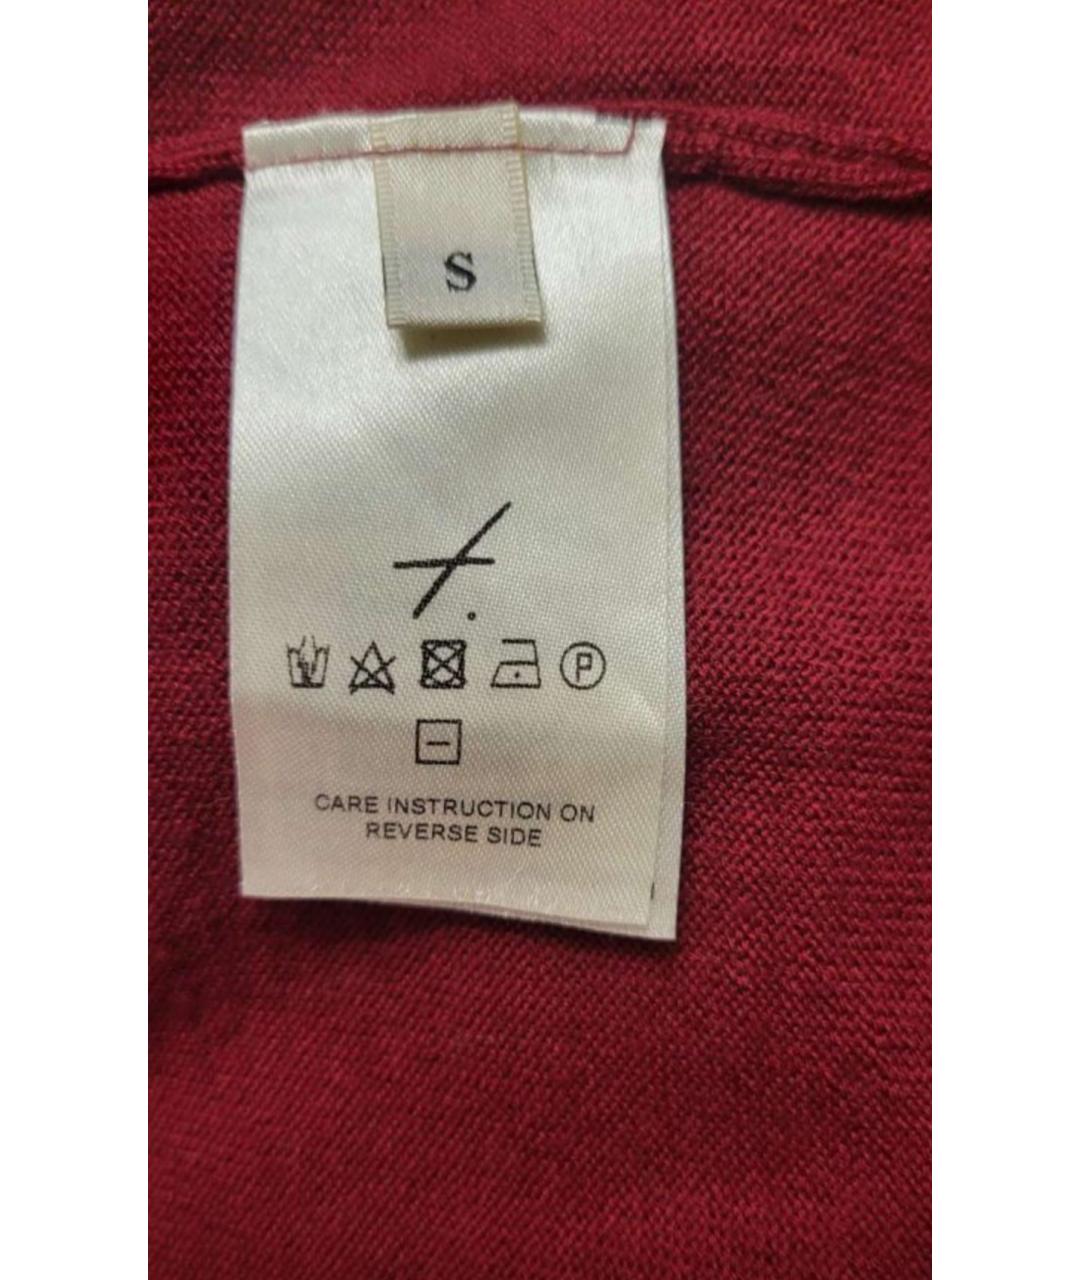 S
P
CARE INSTRUCTION ON
REVERSE SIDE